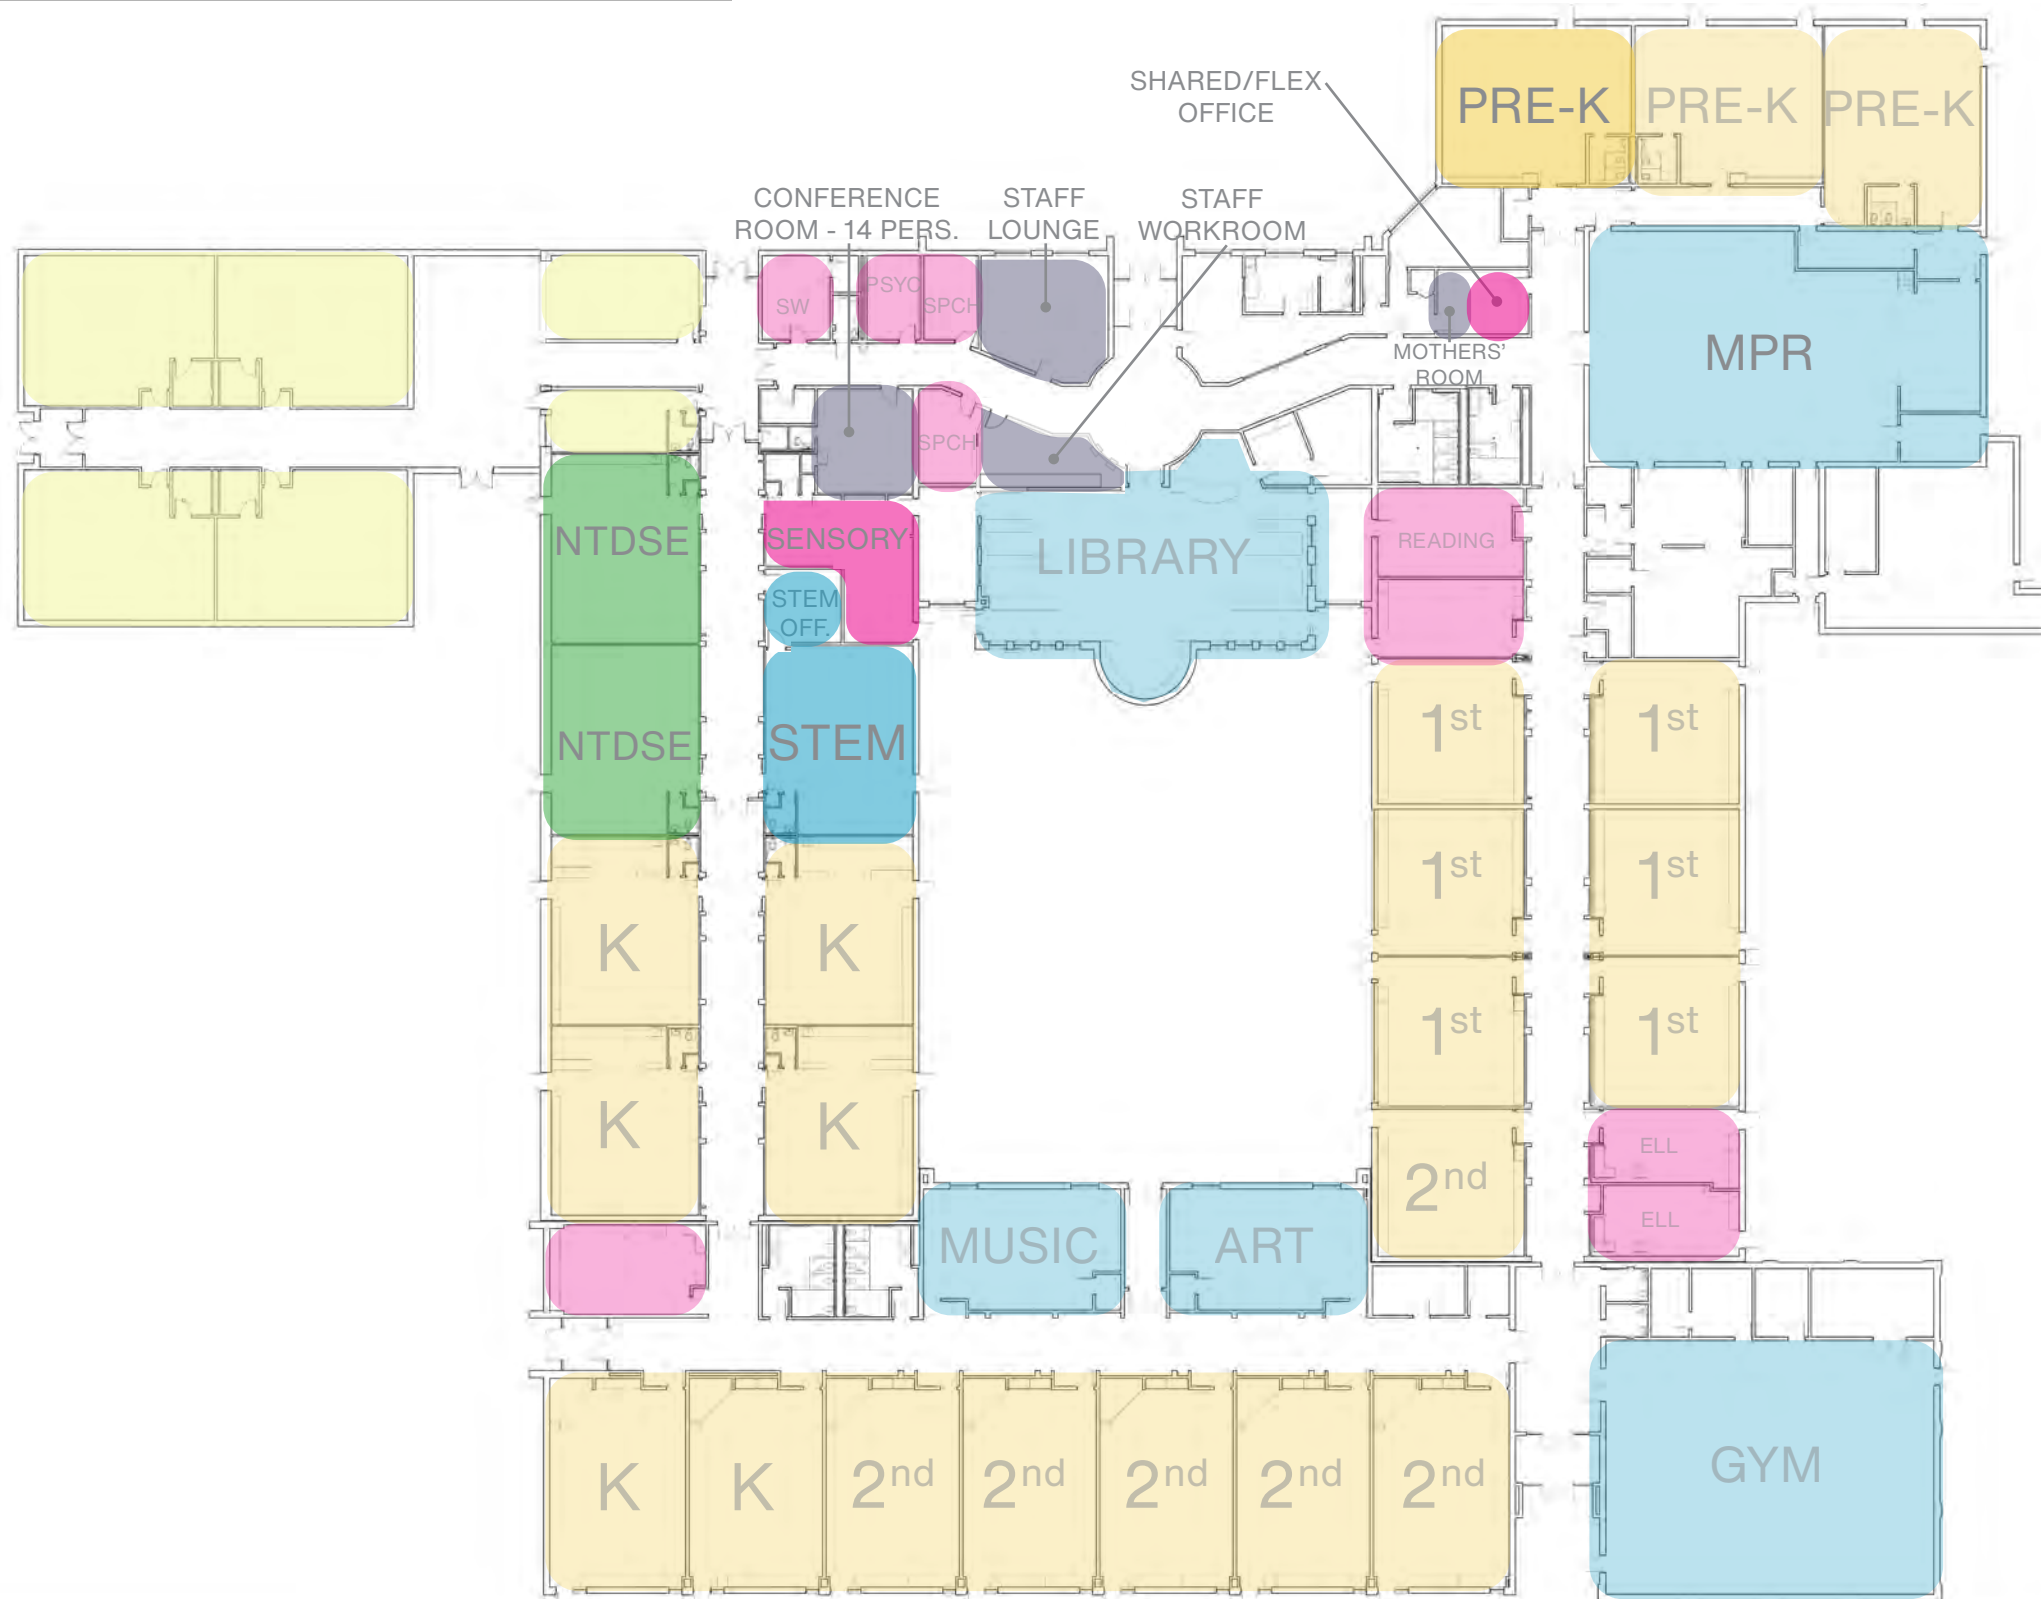 SHARED/FLEX
OFFICE
PRE-K
PRE-K
PRE-K
CONFERENCE
ROOM - 14 PERS.
STAFF
LOUNGE
STAFF
WORKROOM
SW
PSYC
SPCH
MOTHERS'
ROOM
MPR
SPCH
NTDSE
SENSORY
LIBRARY
READING
STEM
OFF.
NTDSE
STEM
1st
1st
1st
1st
K
K
1st
1st
K
K
2nd
ELL
ELL
MUSIC
ART
K
K
2nd
2nd
2nd
2nd
2nd
GYM